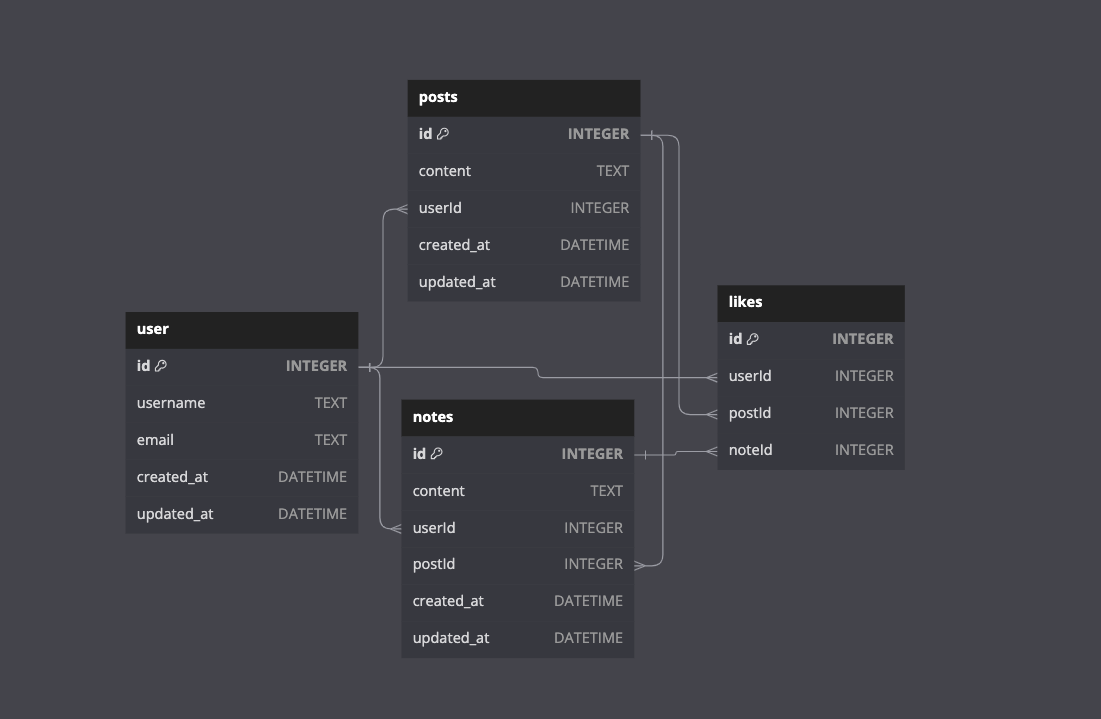 posts
id INTEGER
content TEXT
userId INTEGER
created_at DATETIME
updated_at DATETIME
user
id INTEGER
username TEXT
email TEXT
created_at DATETIME
updated_at DATETIME
notes
id INTEGER
content TEXT
userId INTEGER
postId INTEGER
created_at DATETIME
updated_at DATETIME
likes
id INTEGER
userId INTEGER
postId INTEGER
noteId INTEGER